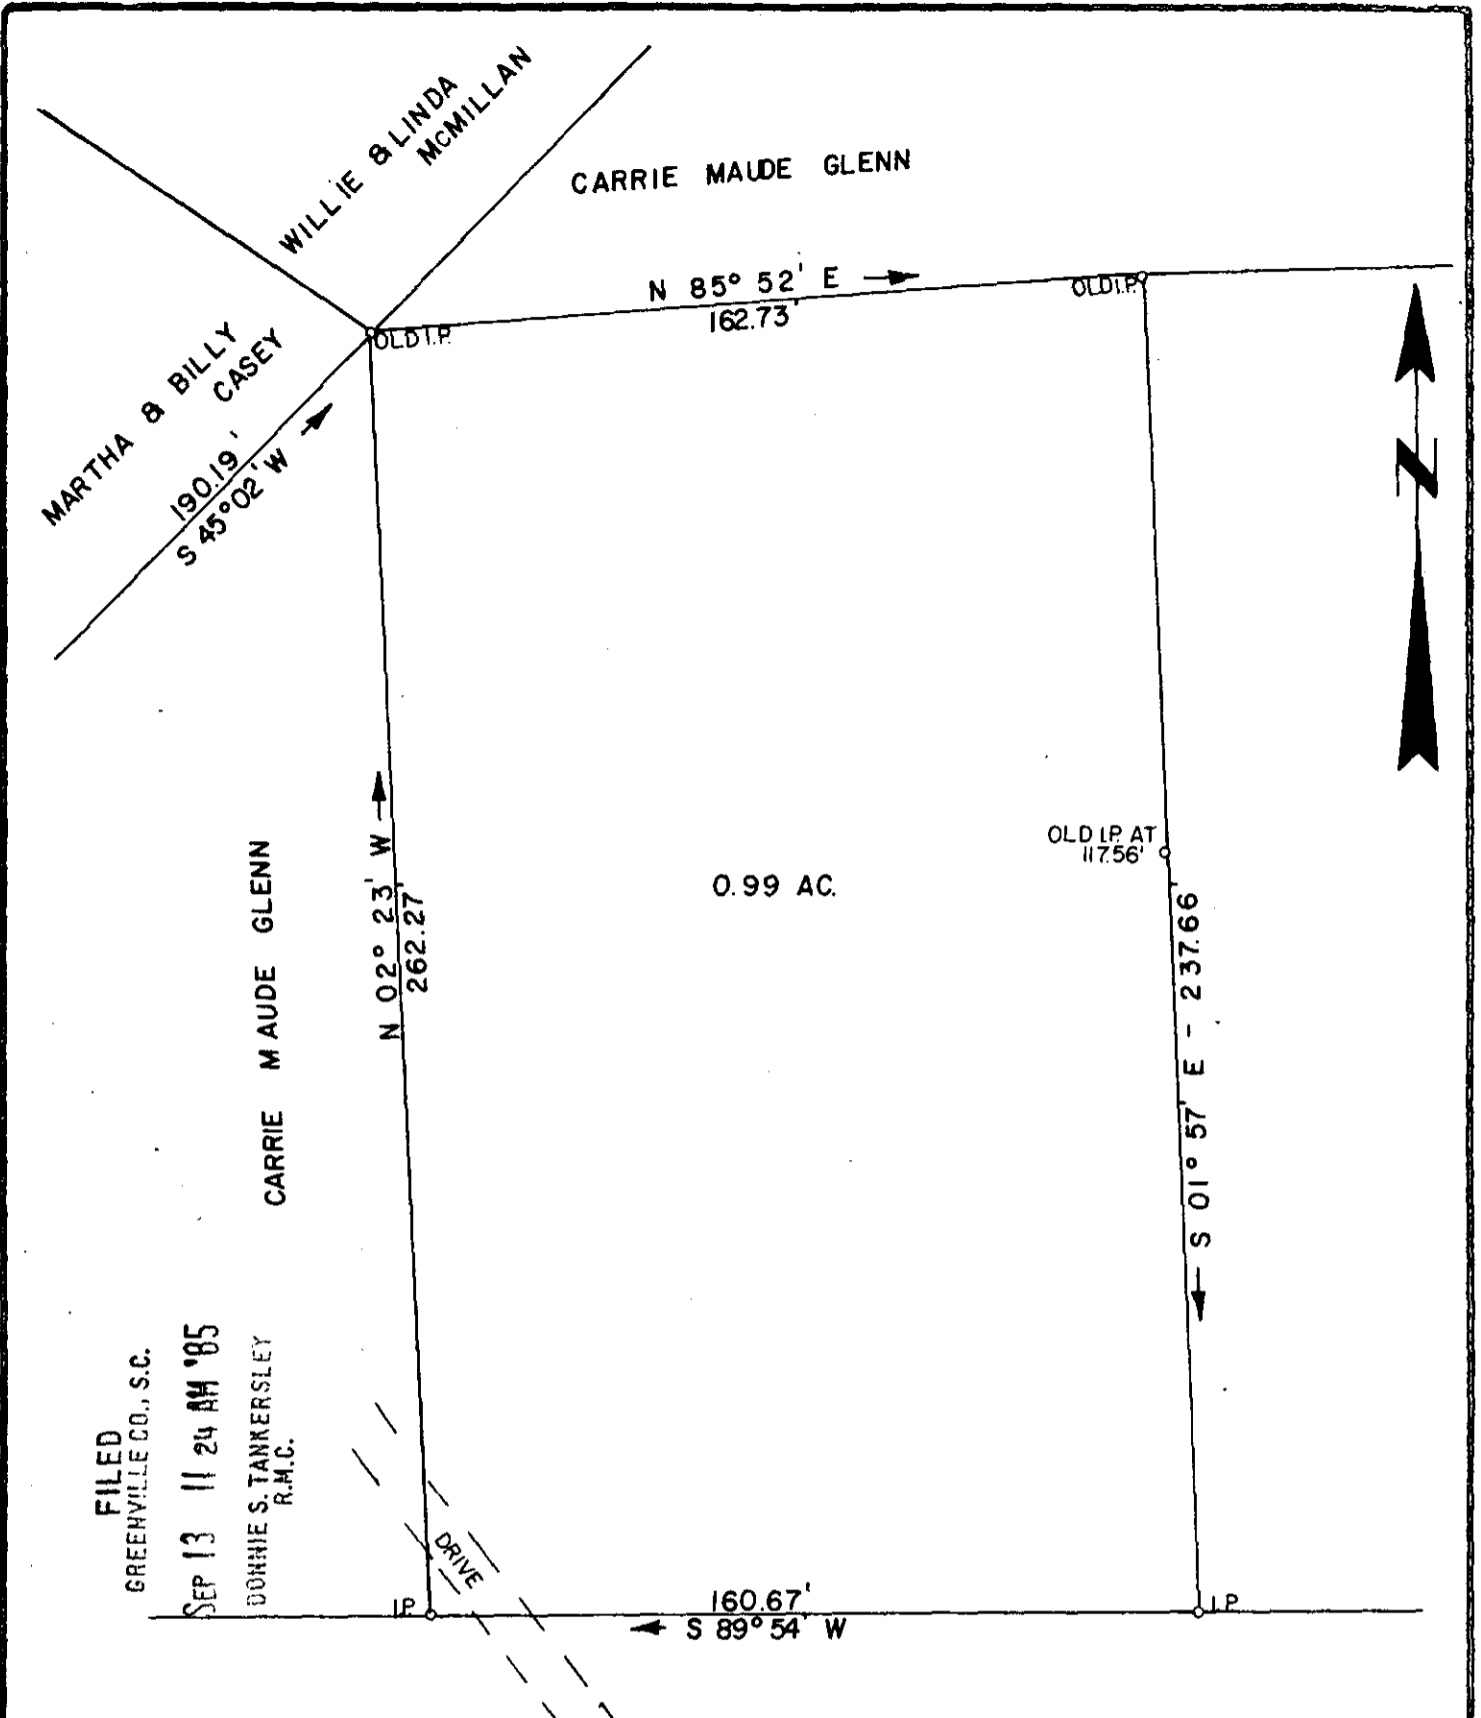 WILLIE & LINDA
McMILLAN
CARRIE MAUDE GLENN
N 85° 52' E
162.73'
OLD I.P.
OLD I.P.
MARTHA & BILLY
CASEY
190.19'
S 45°02' W
N
N 02° 23' W
262.27'
CARRIE MAUDE GLENN
0.99 AC.
OLD I.P. AT
117.56'
S 01° 57' E - 237.66'
FILED
GREENVILLE CO., S.C.
SEP 13 11 24 AM '85
DONNIE S. TANKERSLEY
R.M.C.
DRIVE
I.P.
160.67'
S 89° 54' W
I.P.